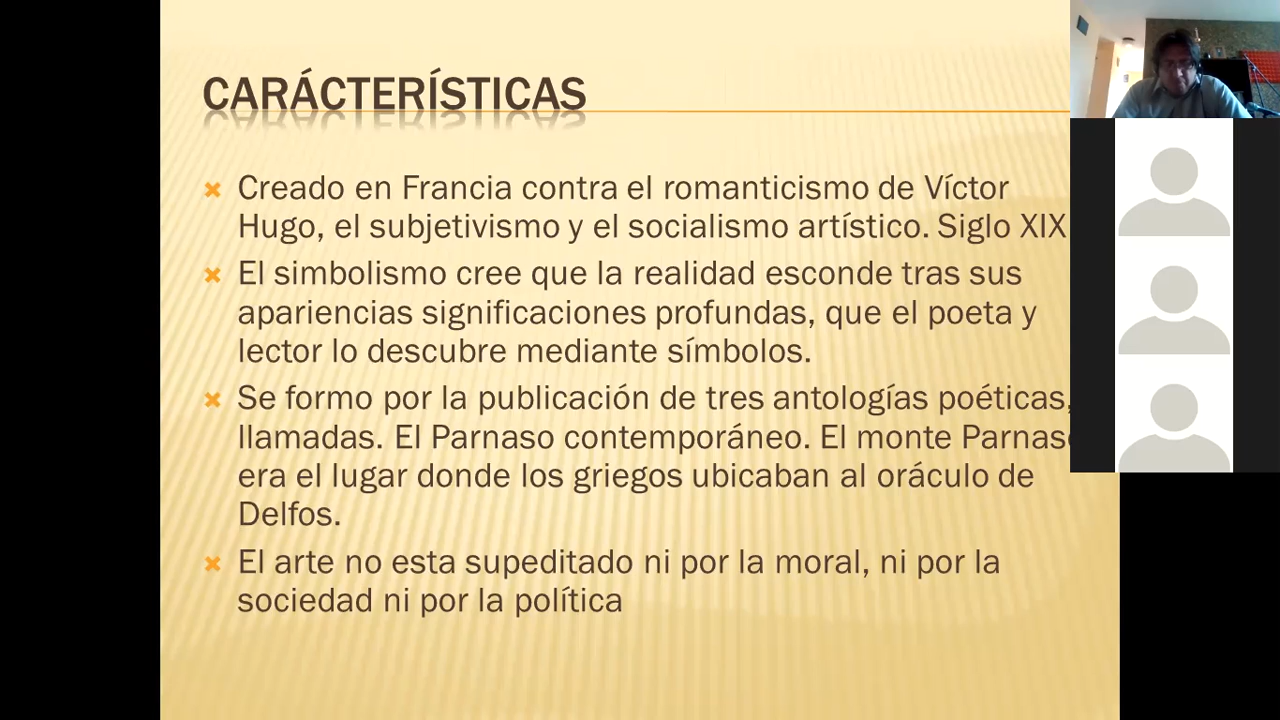 CARÁCTERÍSTICAS
Creado en Francia contra el romanticismo de Víctor
Hugo, el subjetivismo y el socialismo artístico. Siglo XIX
El simbolismo cree que la realidad esconde tras sus
apariencias significaciones profundas, que el poeta y
lector lo descubre mediante símbolos.
Se formo por la publicación de tres antologías poéticas,
llamadas. El Parnaso contemporáneo. El monte Parnaso
era el lugar donde los griegos ubicaban al oráculo de
Delfos.
El arte no esta supeditado ni por la moral, ni por la
sociedad ni por la política